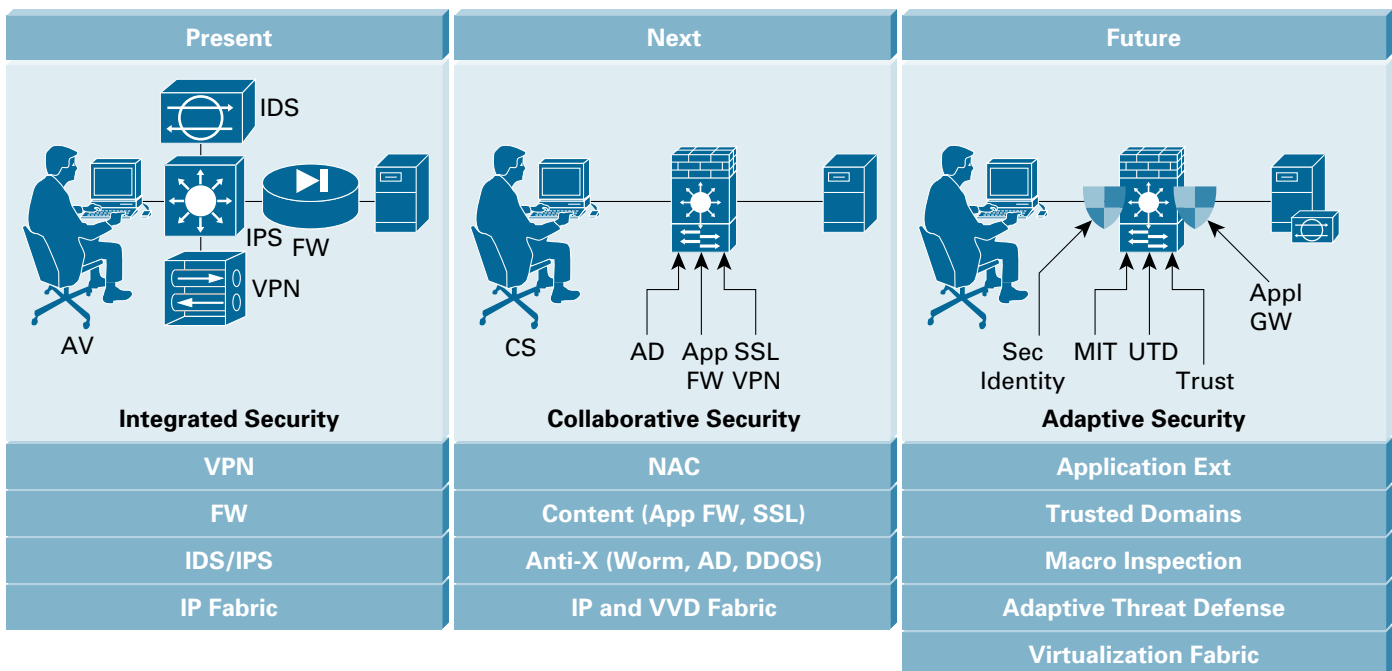 Present
IDS
IPS
FW
VPN
AV
Integrated Security
VPN
FW
IDS/IPS
IP Fabric
Next
CS
AD
App
FW
SSL
VPN
Collaborative Security
NAC
Content (App FW, SSL)
Anti-X (Worm, AD, DDOS)
IP and VVD Fabric
Future
Appl
GW
Sec
Identity
MIT
UTD
Trust
Adaptive Security
Application Ext
Trusted Domains
Macro Inspection
Adaptive Threat Defense
Virtualization Fabric